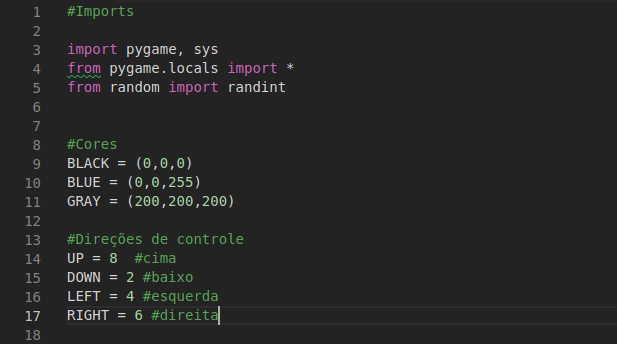 1 #Imports
2
3 import pygame, sys
4 from pygame.locals import *
5 from random import randint
6
7
8 #Cores
9 BLACK = (0,0,0)
10 BLUE = (0,0,255)
11 GRAY = (200,200,200)
12
13 #Direções de controle
14 UP = 8  #cima
15 DOWN = 2 #baixo
16 LEFT = 4 #esquerda
17 RIGHT = 6 #direita
18